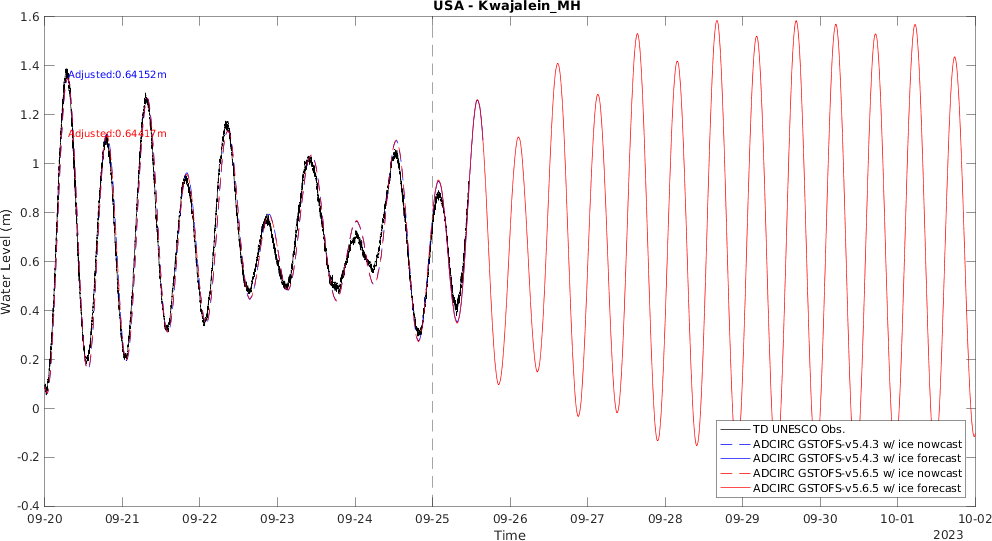 USA - Kwajalein_MH
1.6
1.4
1.2
1
0.8
0.6
0.4
0.2
0
-0.2
-0.4
Water Level (m)
Adjusted:0.64152m
Adjusted:0.64417m
TD UNESCO Obs.
ADCIRC GSTOFS-v5.4.3 w/ ice nowcast
ADCIRC GSTOFS-v5.4.3 w/ ice forecast
ADCIRC GSTOFS-v5.6.5 w/ ice nowcast
ADCIRC GSTOFS-v5.6.5 w/ ice forecast
09-20 09-21 09-22 09-23 09-24 09-25 09-26 09-27 09-28 09-29 09-30 10-01 10-02
2023
Time